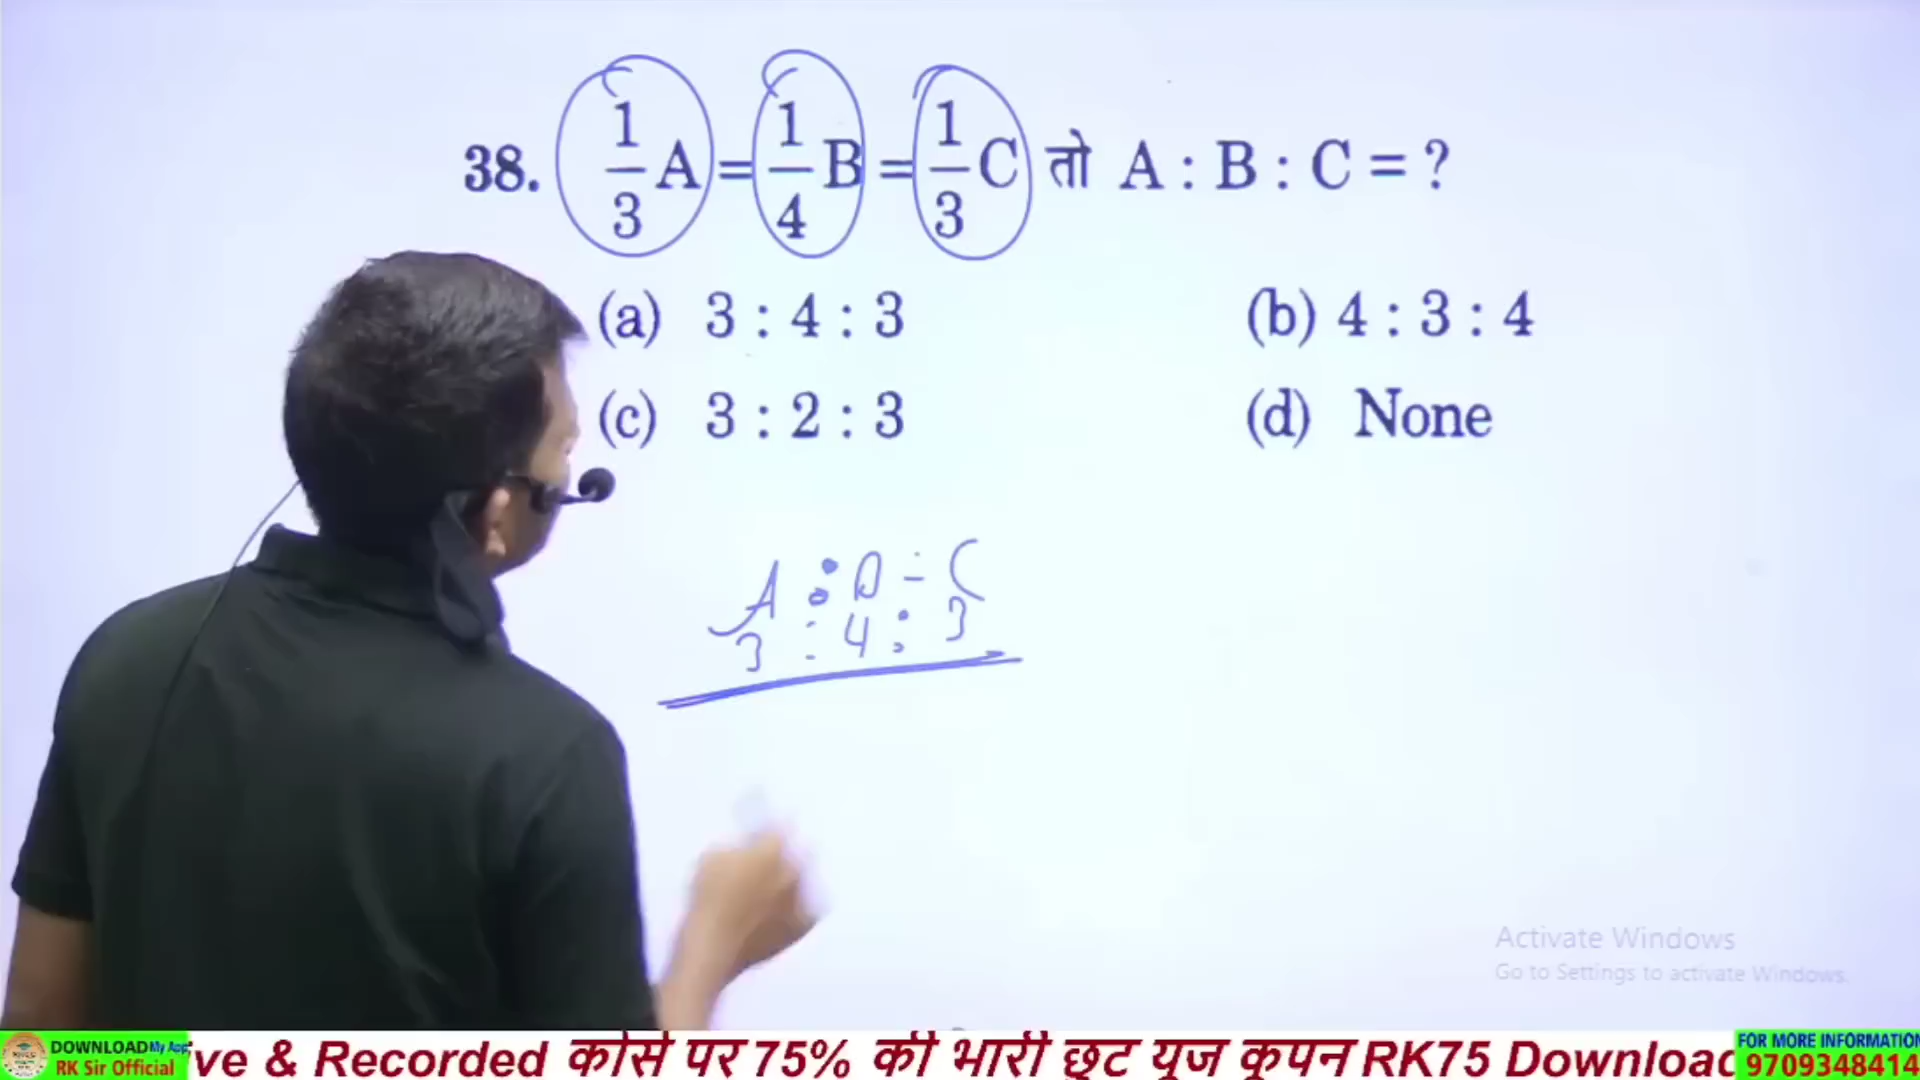 38. 1/3 A = 1/4 B = 1/3 C तो A : B : C = ?
(a) 3 : 4 : 3 (b) 4 : 3 : 4
(c) 3 : 2 : 3 (d) None
A : B : C
3 : 4 : 3
Activate Windows
Go to Settings to activate Windows.
DOWNLOAD My App
RK Sir Official
ve & Recorded कोर्स पर 75% की भारी छूट यूज कूपन RK75 Download
FOR MORE INFORMATION
9709348414